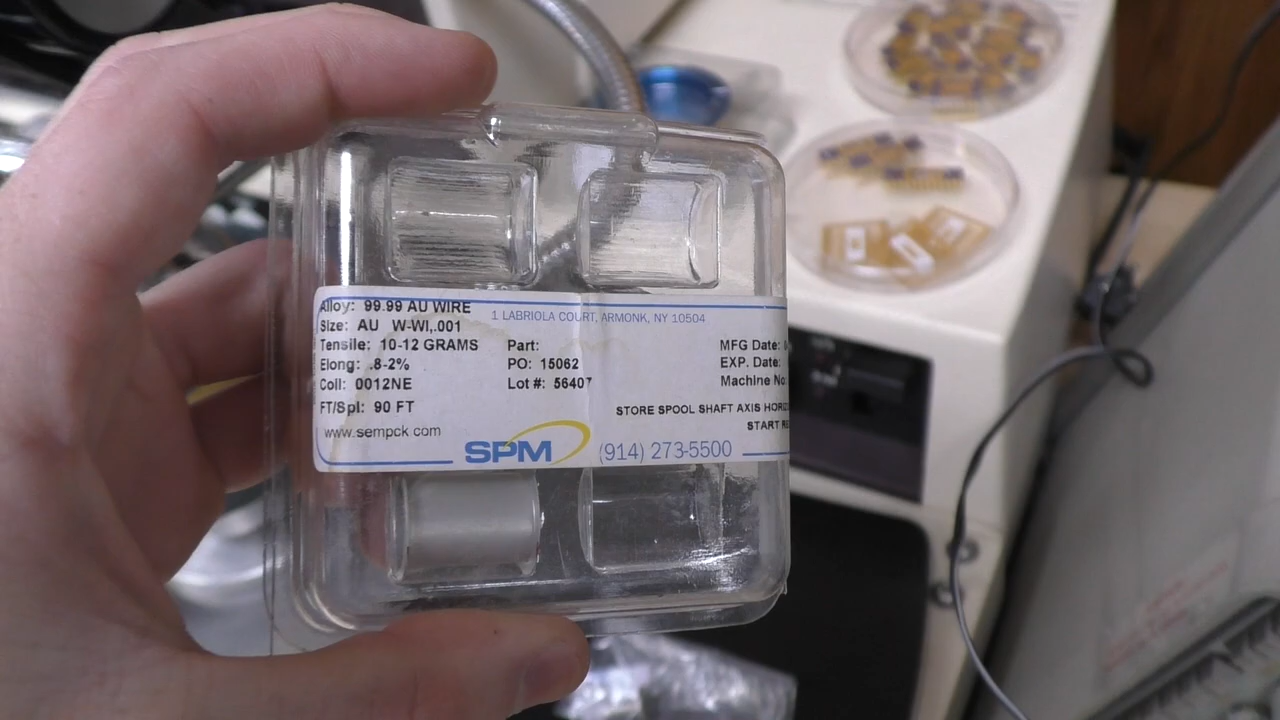 Alloy: 99.99 AU WIRE
1 LABRIOLA COURT, ARMONK, NY 10504
Size: AU W-WI,.001
Tensile: 10-12 GRAMS Part: MFG Date:
Elong: .8-2% PO: 15062 EXP. Date:
Coil: 0012NE Lot #: 56407 Machine No:
FT/Spl: 90 FT
STORE SPOOL SHAFT AXIS
START
www.sempck.com
SPM (914) 273-5500